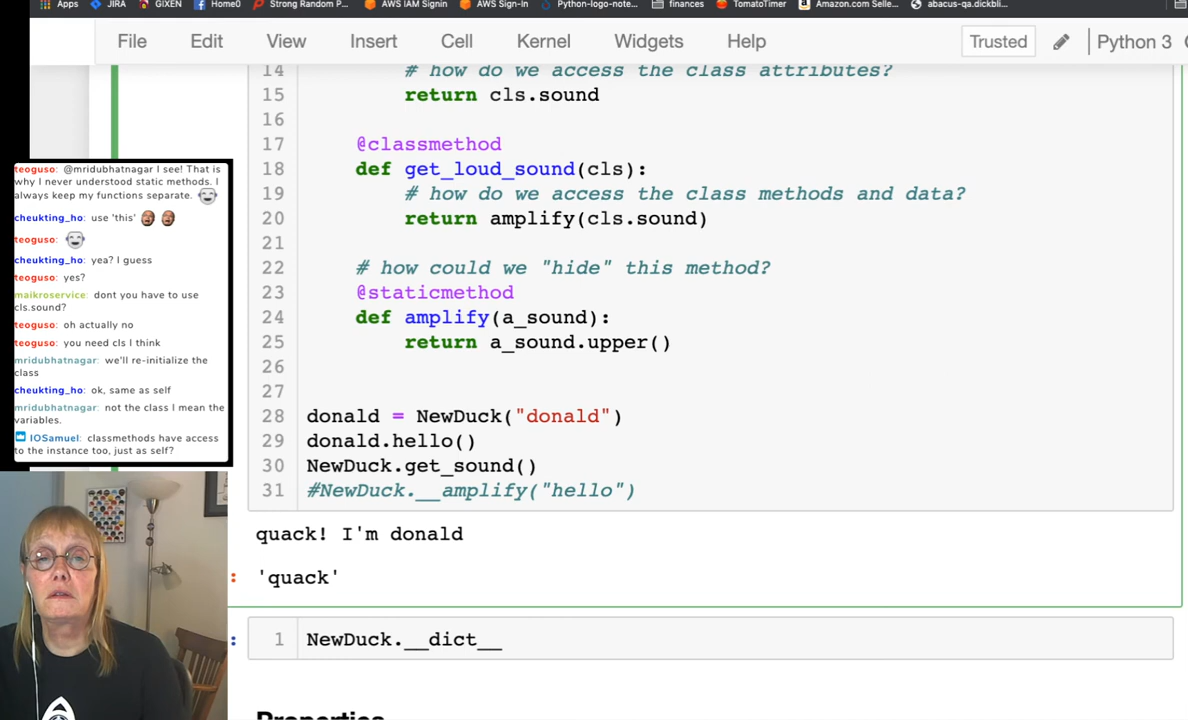 Apps JIRA GIXEN Home0 Strong Random P... AWS IAM Signin AWS Sign-In Python-logo-note... finances TomatoTimer Amazon.com Selle... abacus-qa.dickbli...
File Edit View Insert Cell Kernel Widgets Help Trusted Python 3
14 # how do we access the class attributes?
15 return cls.sound
16
17 @classmethod
18 def get_loud_sound(cls):
19 # how do we access the class methods and data?
20 return amplify(cls.sound)
21
22 # how could we "hide" this method?
23 @staticmethod
24 def amplify(a_sound):
25 return a_sound.upper()
26
27
28 donald = NewDuck("donald")
29 donald.hello()
30 NewDuck.get_sound()
31 #NewDuck.__amplify("hello")
quack! I'm donald
: 'quack'
: 1 NewDuck.__dict__
Properties
teoguso: @mridubhatnagar I see! That is
why I never understood static methods. I
always keep my functions separate.
cheukting_ho: use 'this'
teoguso:
cheukting_ho: yea? I guess
teoguso: yes?
maikroservice: dont you have to use
cls.sound?
teoguso: oh actually no
teoguso: you need cls I think
mridubhatnagar: we'll re-initialize the
class
cheukting_ho: ok, same as self
mridubhatnagar: not the class I mean the
variables.
IOSamuel: classmethods have access
to the instance too, just as self?